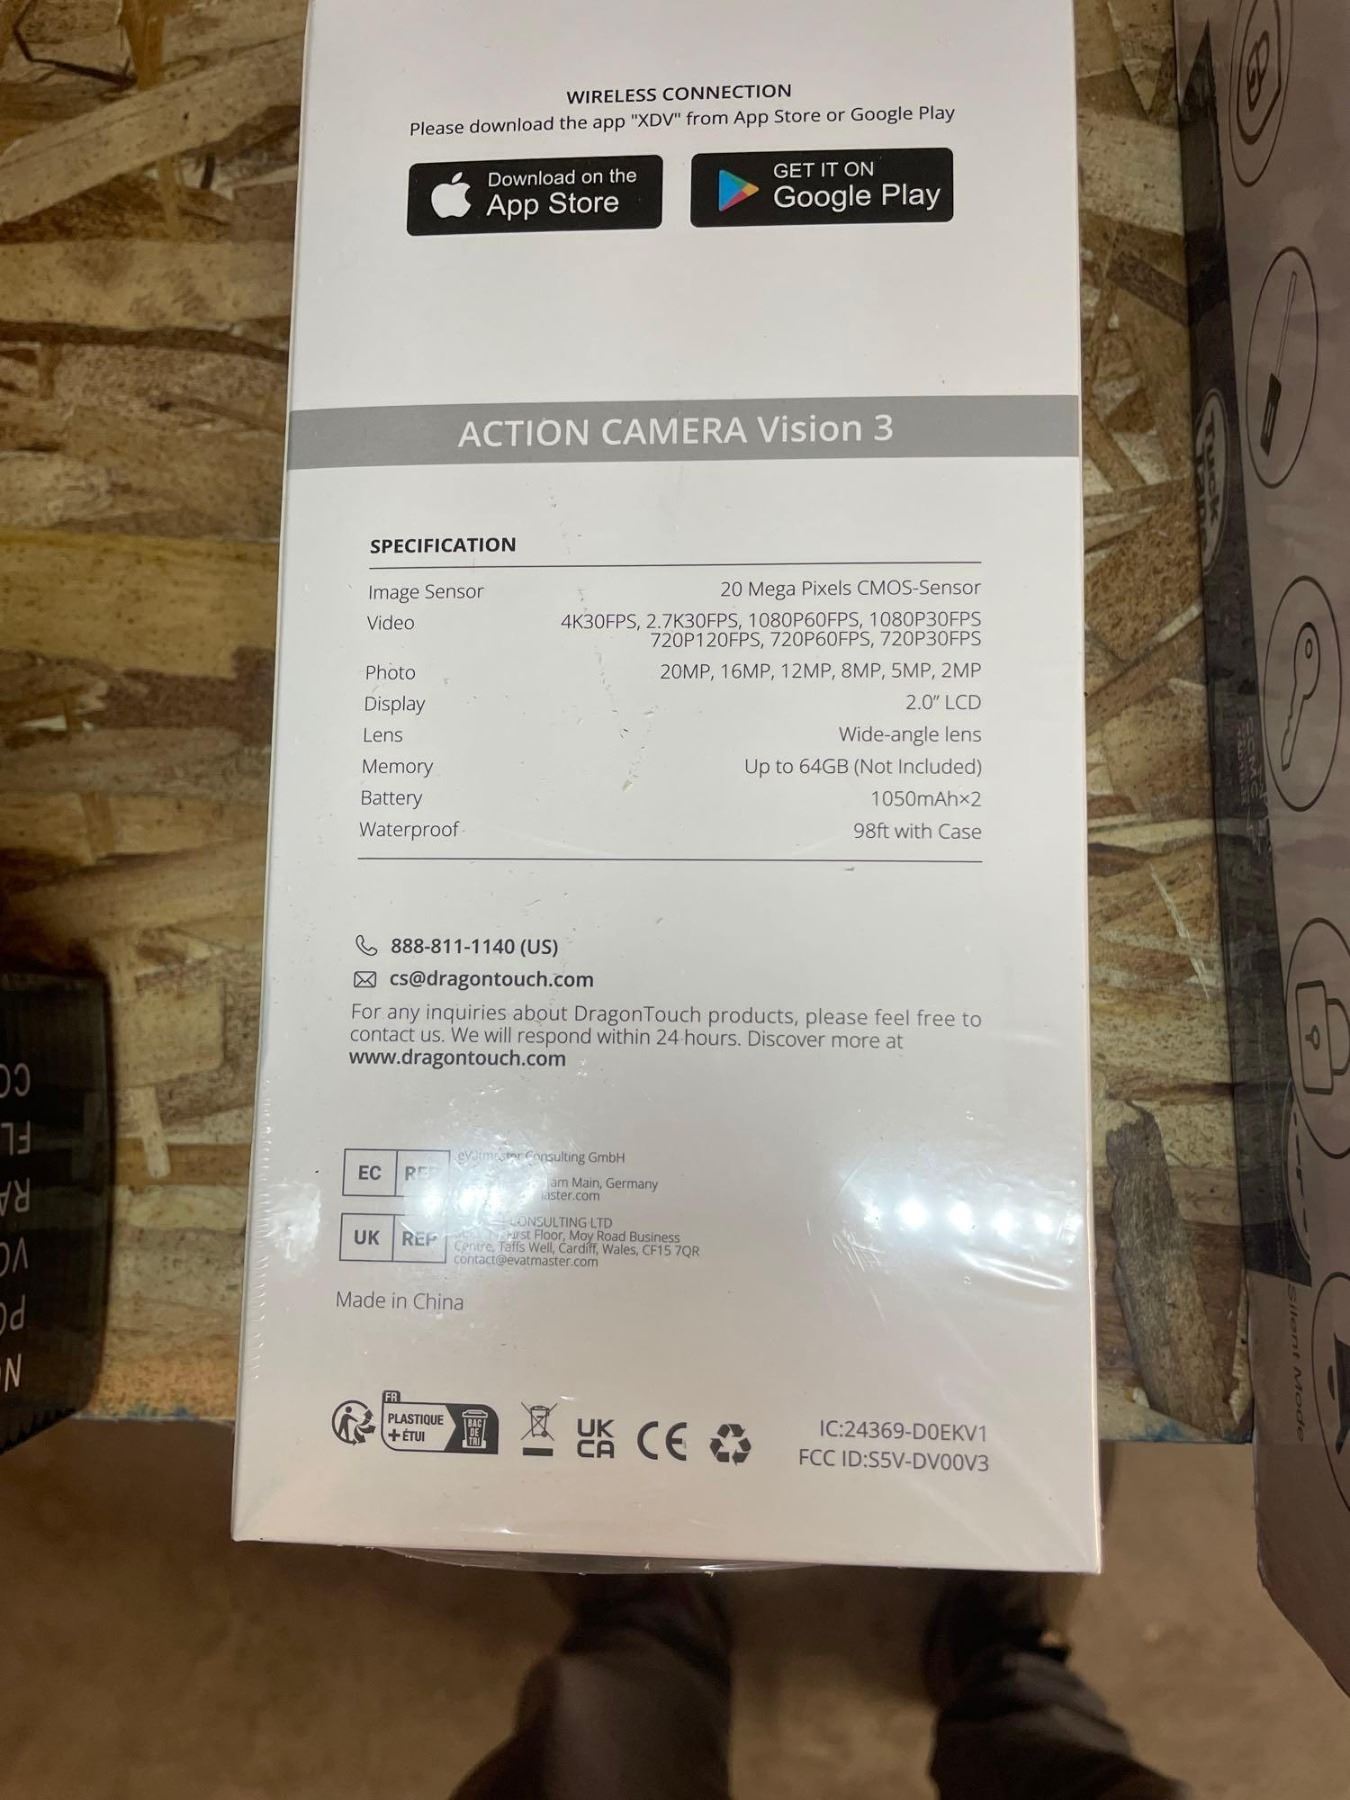 WIRELESS CONNECTION
Please download the app "XDV" from App Store or Google Play
Download on the
App Store
GET IT ON
Google Play
ACTION CAMERA Vision 3
SPECIFICATION
Image Sensor 20 Mega Pixels CMOS-Sensor
Video 4K30FPS, 2.7K30FPS, 1080P60FPS, 1080P30FPS
720P120FPS, 720P60FPS, 720P30FPS
Photo 20MP, 16MP, 12MP, 8MP, 5MP, 2MP
Display 2.0" LCD
Lens Wide-angle lens
Memory Up to 64GB (Not Included)
Battery 1050mAh×2
Waterproof 98ft with Case
888-811-1140 (US)
cs@dragontouch.com
For any inquiries about DragonTouch products, please feel free to
contact us. We will respond within 24 hours. Discover more at
www.dragontouch.com
EC REP
Consulting GmbH
am Main, Germany
UK REP
CONSULTING LTD
First Floor, Moy Road Business
Centre, Taffs Well, Cardiff, Wales, CF15 7QR
contact@evatmaster.com
Made in China
FR
PLASTIQUE
+ÉTUI
BAC
DE
TRI
UK
CA
CE
IC:24369-D0EKV1
FCC ID:S5V-DV00V3
Silent Mode